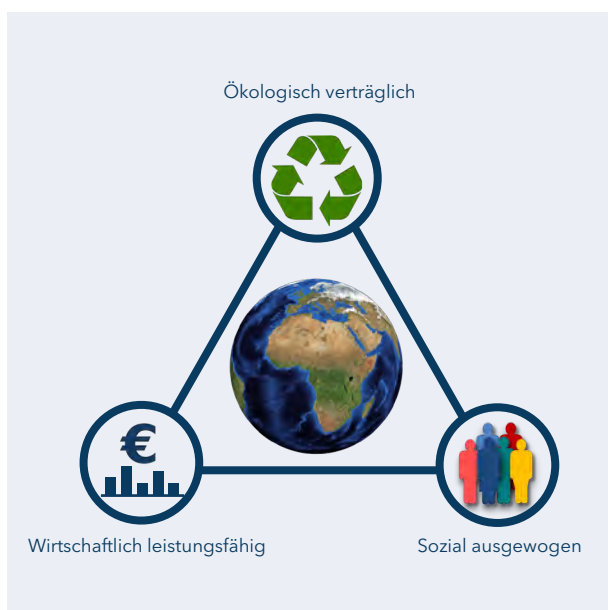 Ökologisch verträglich
€
Wirtschaftlich leistungsfähig
Sozial ausgewogen